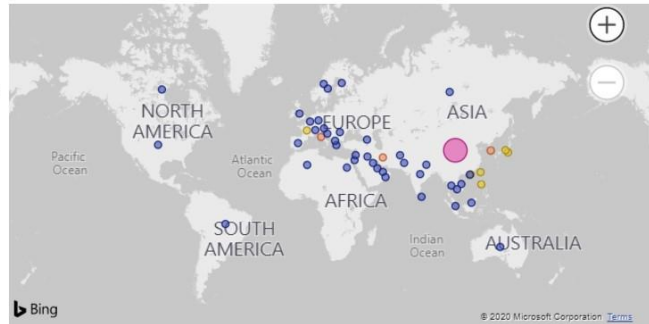 +
−
NORTH
AMERICA
EUROPE
ASIA
Pacific
Ocean
Atlantic
Ocean
AFRICA
SOUTH
AMERICA
Indian
Ocean
AUSTRALIA
Bing
© 2020 Microsoft Corporation Terms